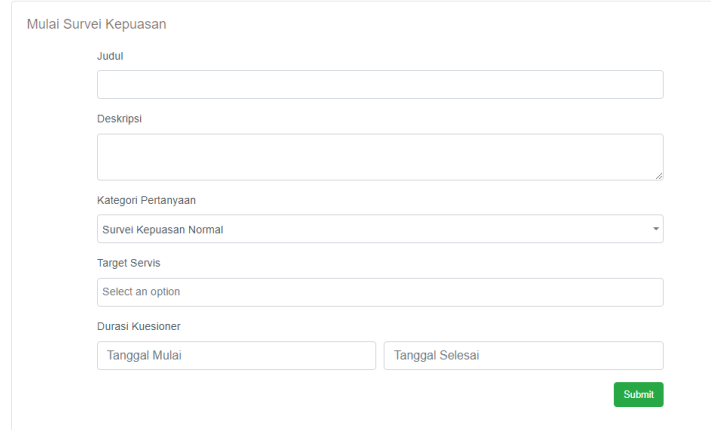 Mulai Survei Kepuasan
Judul
Deskripsi
Kategori Pertanyaan
Survei Kepuasan Normal
Target Servis
Select an option
Durasi Kuesioner
Tanggal Mulai
Tanggal Selesai
Submit